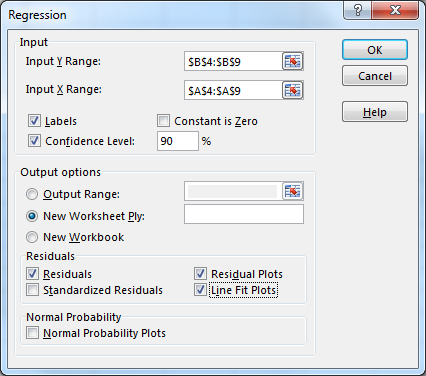 Regression
?
Input
Input Y Range: $B$4:$B$9
Input X Range: $A$4:$A$9
Labels Constant is Zero
Confidence Level: 90 %
OK
Cancel
Help
Output options
Output Range:
New Worksheet Ply:
New Workbook
Residuals
Residuals Residual Plots
Standardized Residuals Line Fit Plots
Normal Probability
Normal Probability Plots